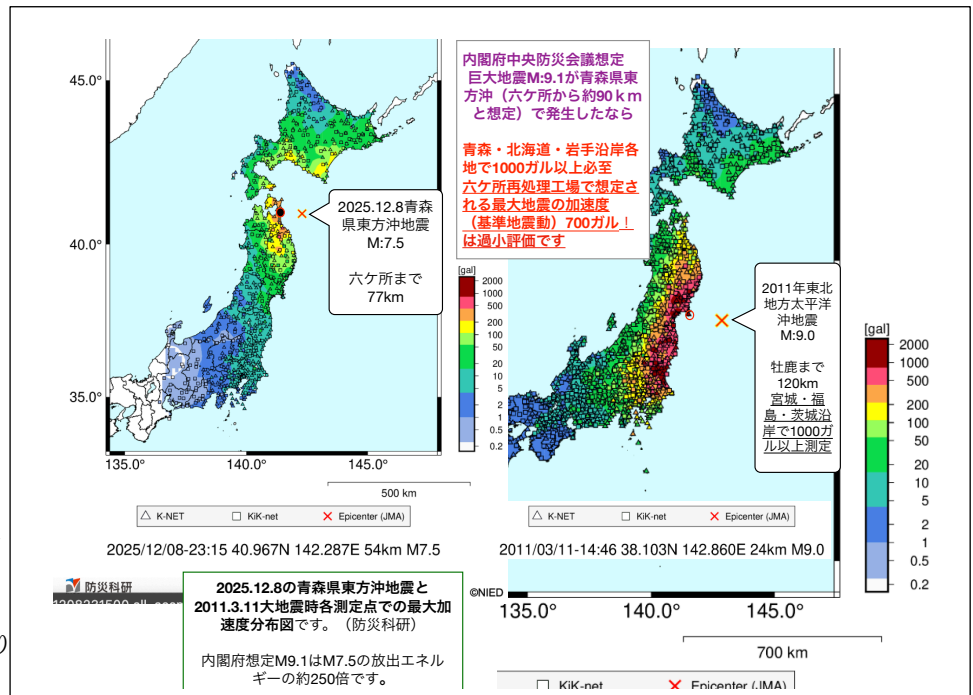 45.0°
40.0°
35.0°
135.0°
140.0°
145.0°
2025.12.8青森
県東方沖地震
M:7.5
六ケ所まで
77km
500 km
K-NET
KiK-net
Epicenter (JMA)
2025/12/08-23:15 40.967N 142.287E 54km M7.5
[gal]
2000
1000
500
200
100
50
20
10
5
2
1
0.5
0.2
内閣府中央防災会議想定
巨大地震M:9.1が青森県東
方沖（六ケ所から約90ｋｍ
と想定）で発生したなら
青森・北海道・岩手沿岸各
地で1000ガル以上必至
六ケ所再処理工場で想定さ
れる最大地震の加速度
（基準地震動）700ガル！
は過小評価です
2011年東北
地方太平洋
沖地震
M:9.0
牡鹿まで
120km
宮城・福
島・茨城沿
岸で1000ガ
ル以上測定
K-NET
KiK-net
Epicenter (JMA)
2011/03/11-14:46 38.103N 142.860E 24km M9.0
[gal]
2000
1000
500
200
100
50
20
10
5
2
1
0.5
0.2
防災科研
2025.12.8の青森県東方沖地震と
2011.3.11大地震時各測定点での最大加
速度分布図です。（防災科研）
内閣府想定M9.1はM7.5の放出エネル
ギーの約250倍です。
©NIED
135.0°
140.0°
145.0°
700 km
KiK-net
Epicenter (JMA)